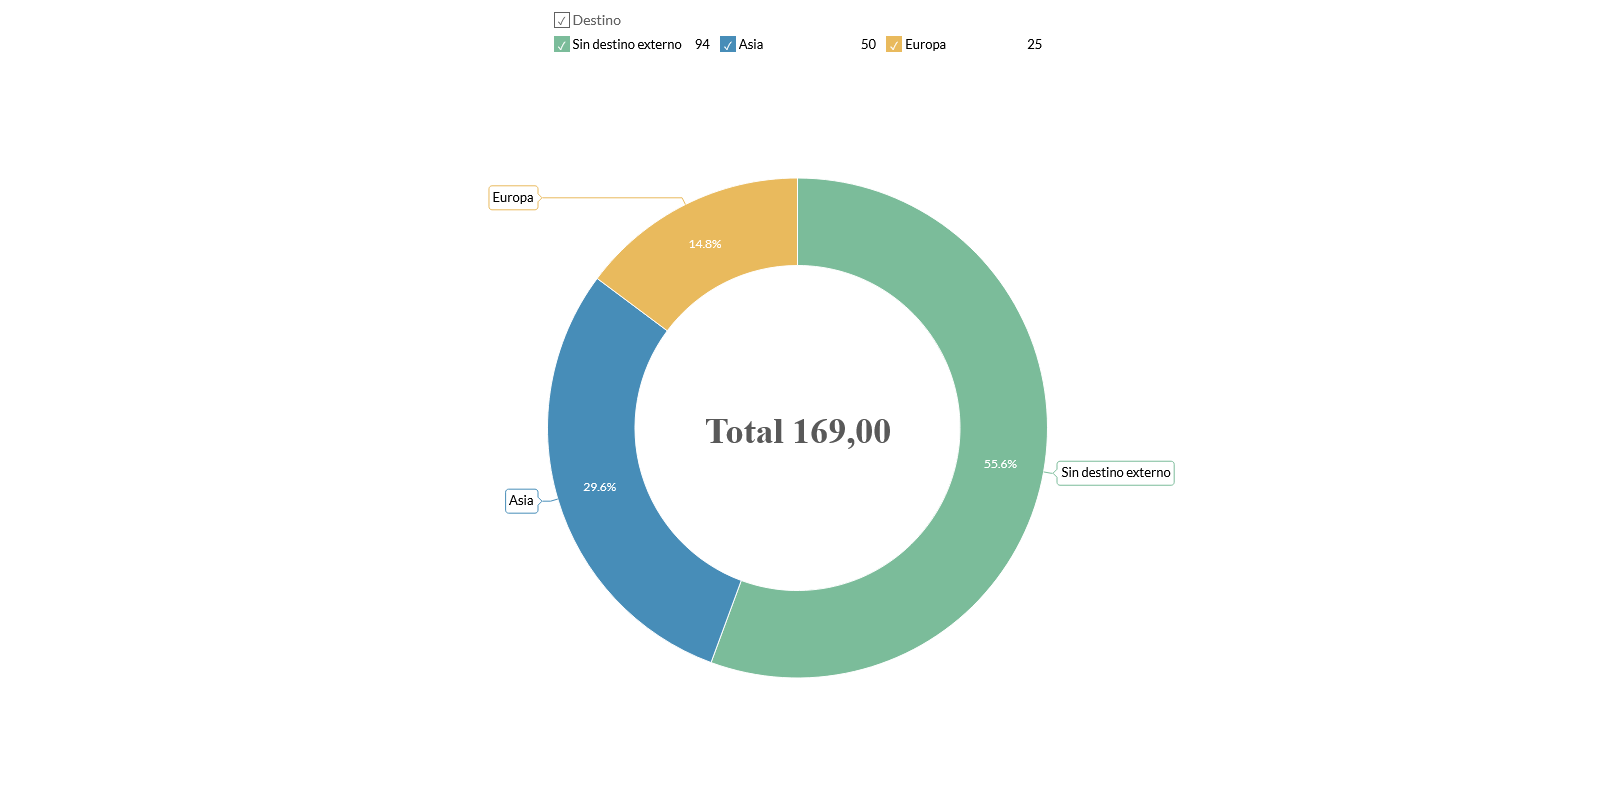 Destino
Sin destino externo 94 Asia 50 Europa 25
Europa
14.8%
Total 169,00
55.6%
Sin destino externo
29.6%
Asia